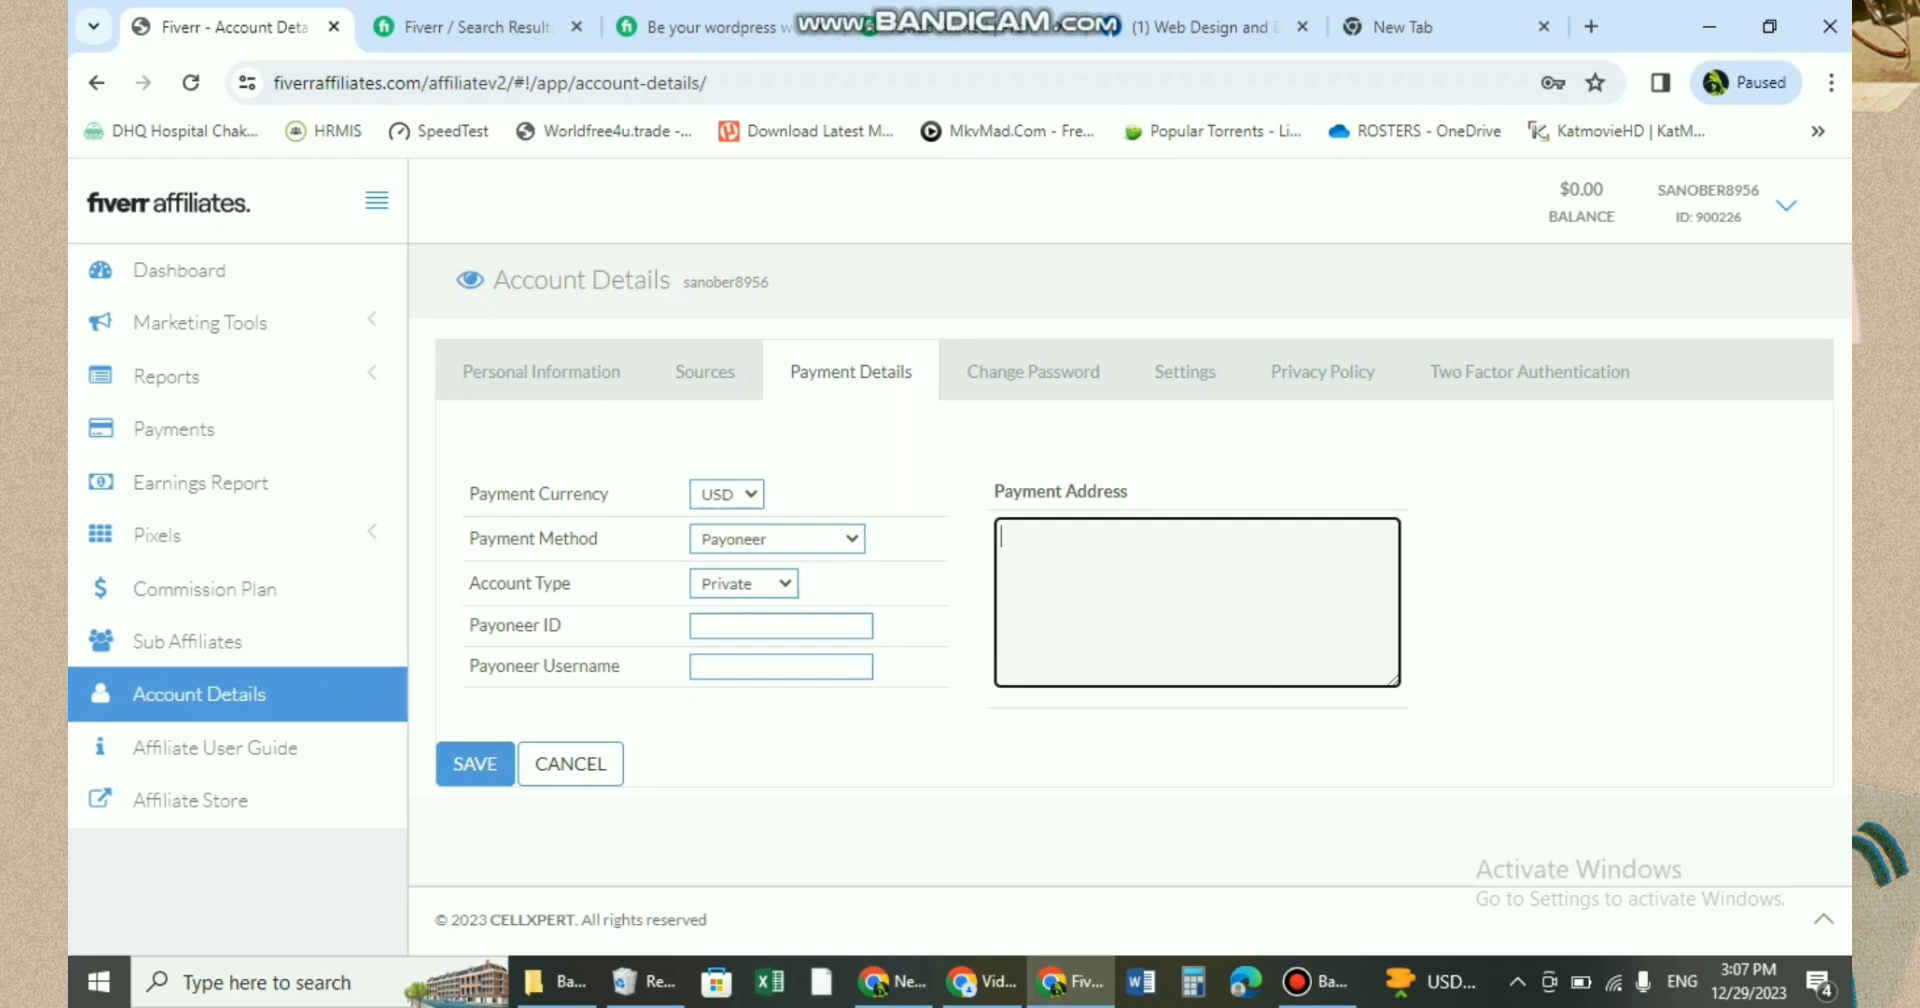 Fiverr - Account Deta
Fiverr / Search Result
Be your wordpress w
www.BANDICAM.COM
(1) Web Design and D
New Tab
fiverraffiliates.com/affiliatev2/#!/app/account-details/
Paused
DHQ Hospital Chak...
HRMIS
SpeedTest
Worldfree4u.trade -...
Download Latest M...
MkvMad.Com - Fre...
Popular Torrents - Li...
ROSTERS - OneDrive
KatmovieHD | KatM...
fiverr affiliates.
$0.00
BALANCE
SANOBER8956
ID: 900226
Dashboard
Marketing Tools
Reports
Payments
Earnings Report
Pixels
Commission Plan
Sub Affiliates
Account Details
Affiliate User Guide
Affiliate Store
Account Details sanober8956
Personal Information
Sources
Payment Details
Change Password
Settings
Privacy Policy
Two Factor Authentication
Payment Currency
USD
Payment Method
Payoneer
Account Type
Private
Payoneer ID
Payoneer Username
Payment Address
SAVE
CANCEL
Activate Windows
Go to Settings to activate Windows.
© 2023 CELLXPERT. All rights reserved
Type here to search
Ba...
Re...
Ne...
Vid...
Fiv...
Ba...
USD...
ENG
3:07 PM
12/29/2023
4